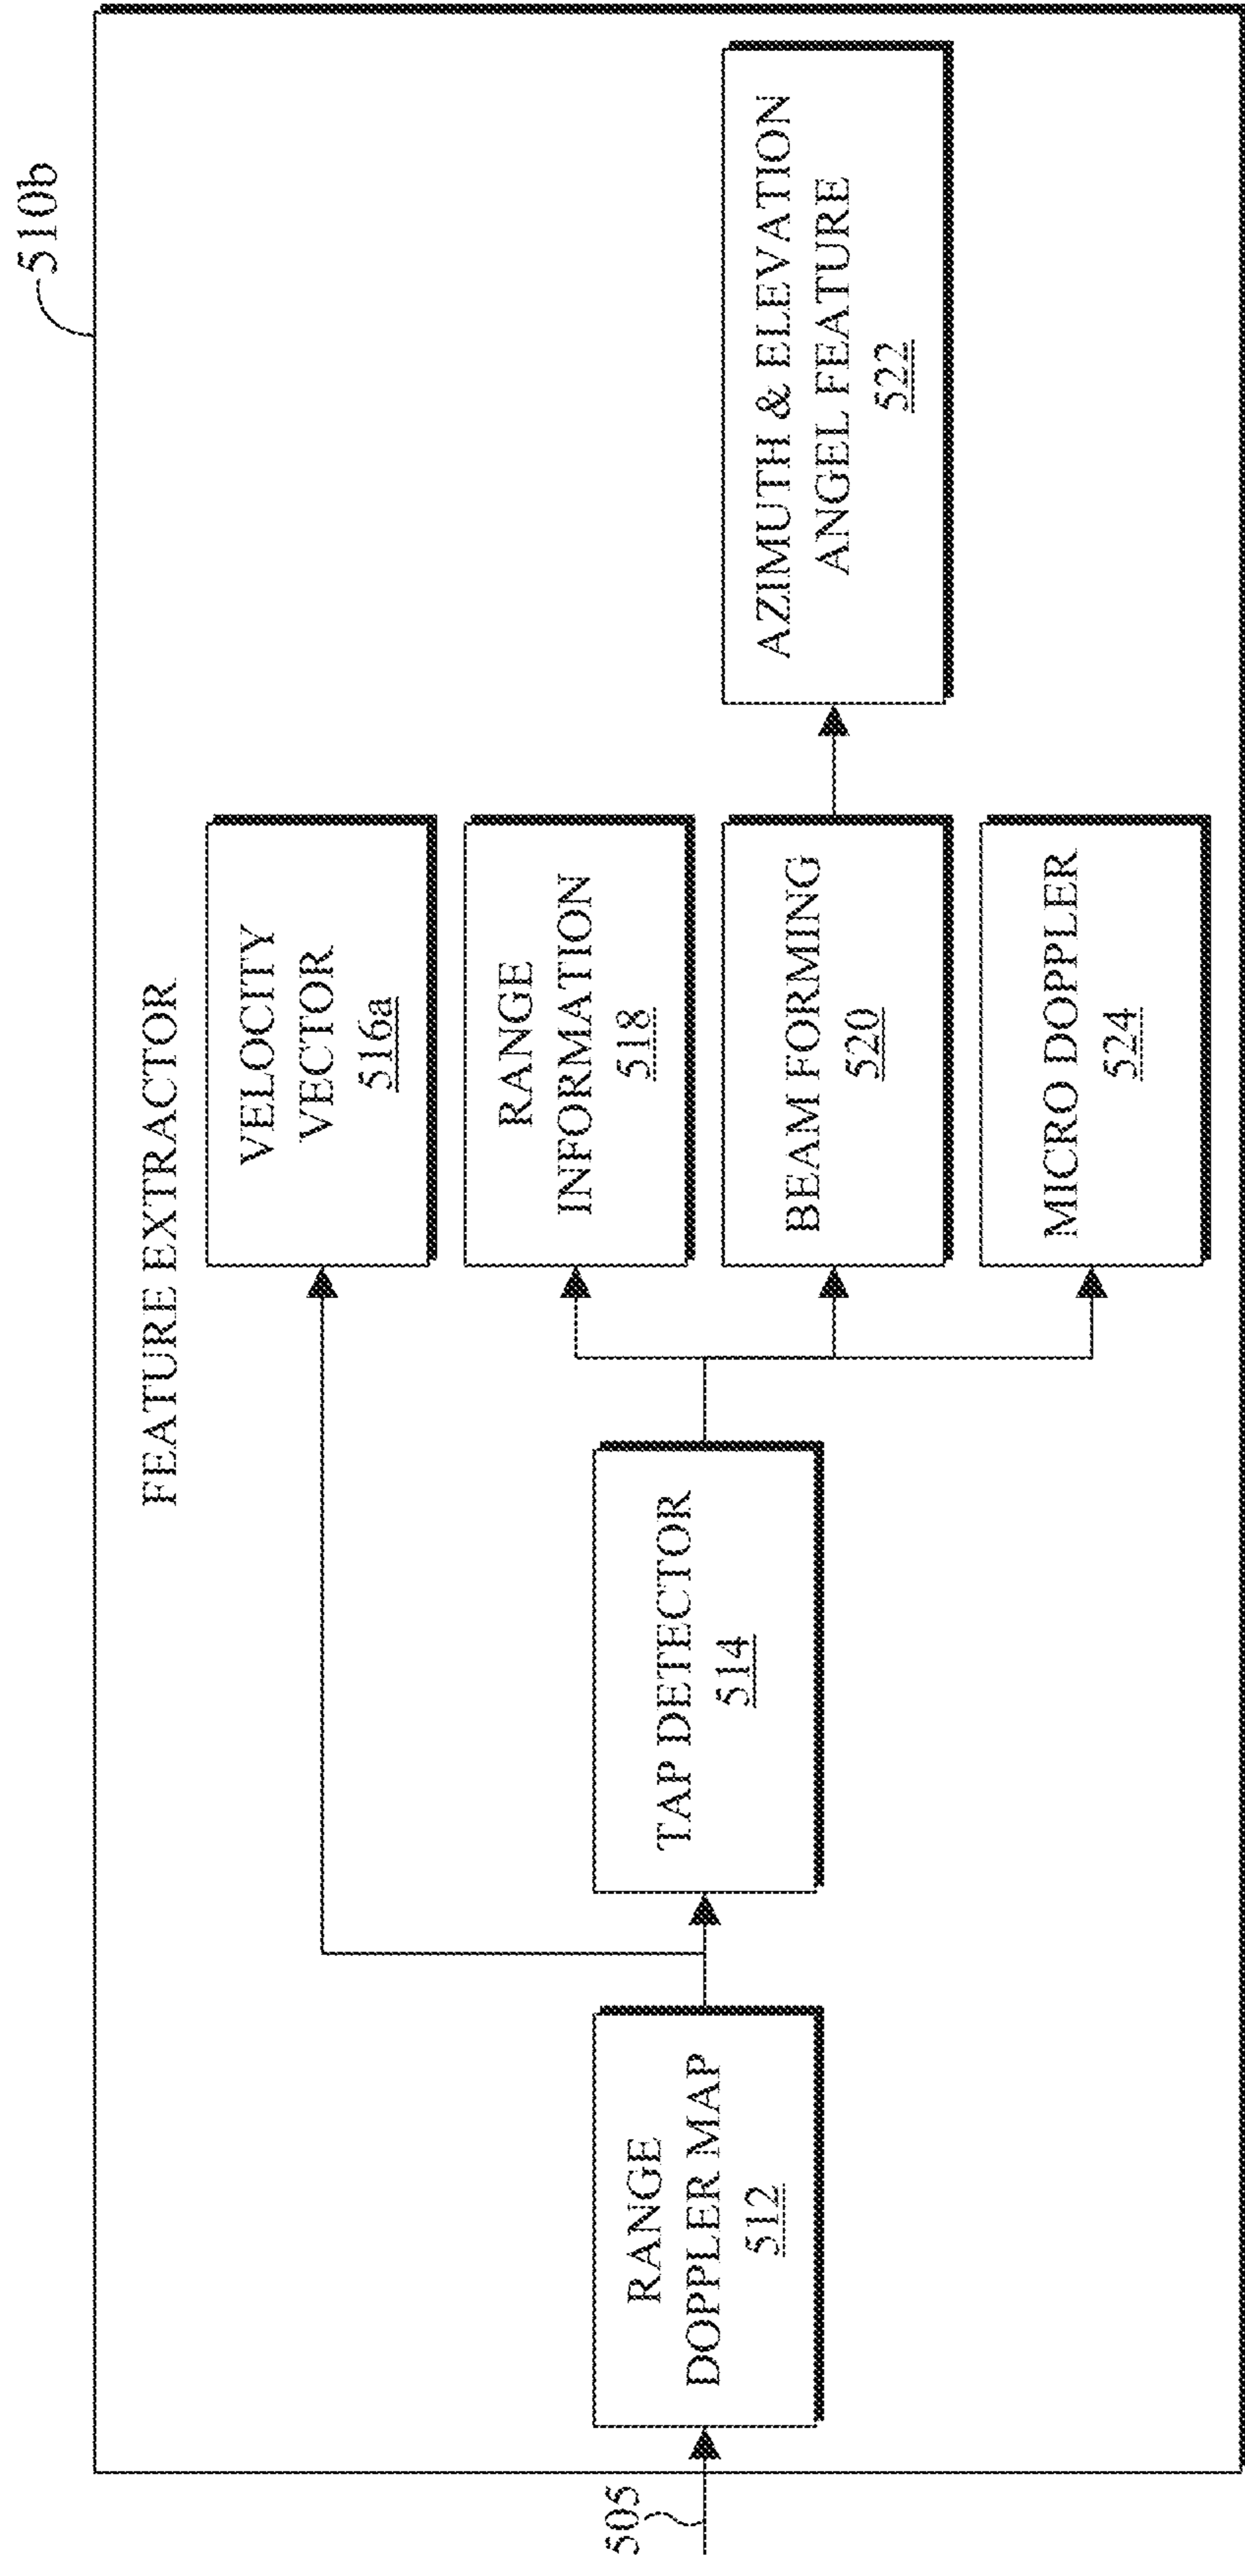 510b
FEATURE EXTRACTOR
505
RANGE
DOPPLER MAP
512
TAP DETECTOR
514
VELOCITY
VECTOR
516a
RANGE
INFORMATION
518
BEAM FORMING
520
MICRO DOPPLER
524
AZIMUTH & ELEVATION
ANGEL FEATURE
522